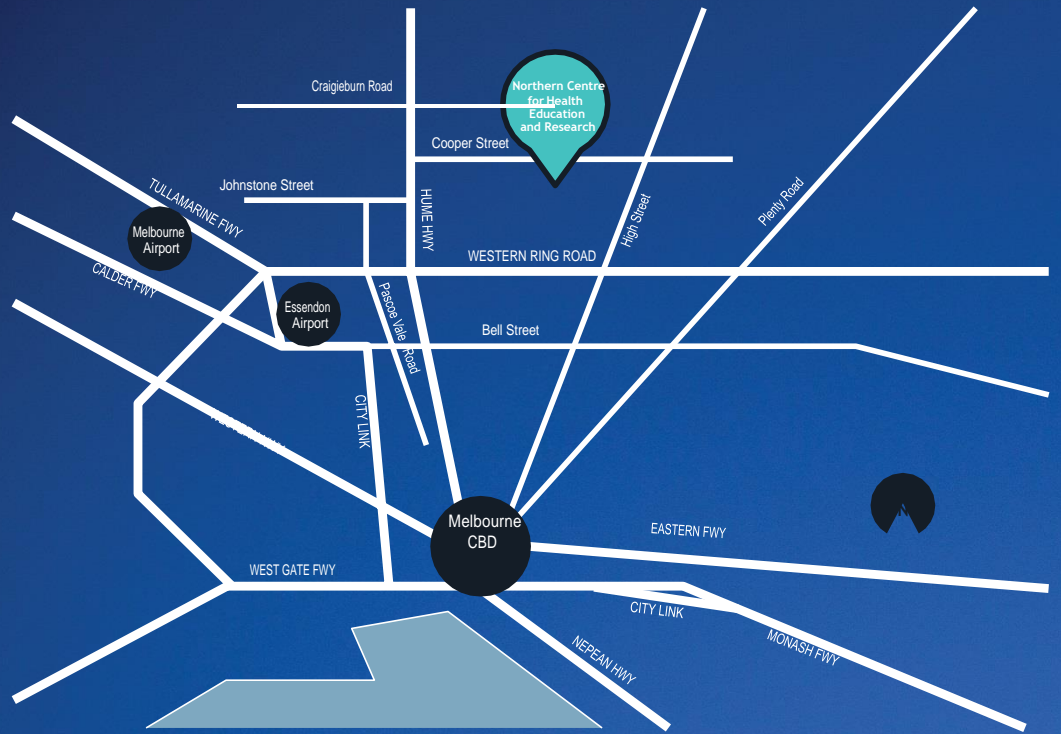 Craigieburn Road
Northern Centre
for Health
Education
and Research
Cooper Street
Johnstone Street
TULLAMARINE FWY
HUME HWY
High Street
Plenty Road
Melbourne
Airport
WESTERN RING ROAD
CALDER FWY
Essendon
Airport
Pascoe Vale Road
Bell Street
CITY LINK
Melbourne
CBD
EASTERN FWY
WEST GATE FWY
CITY LINK
MONASH FWY
NEPEAN HWY